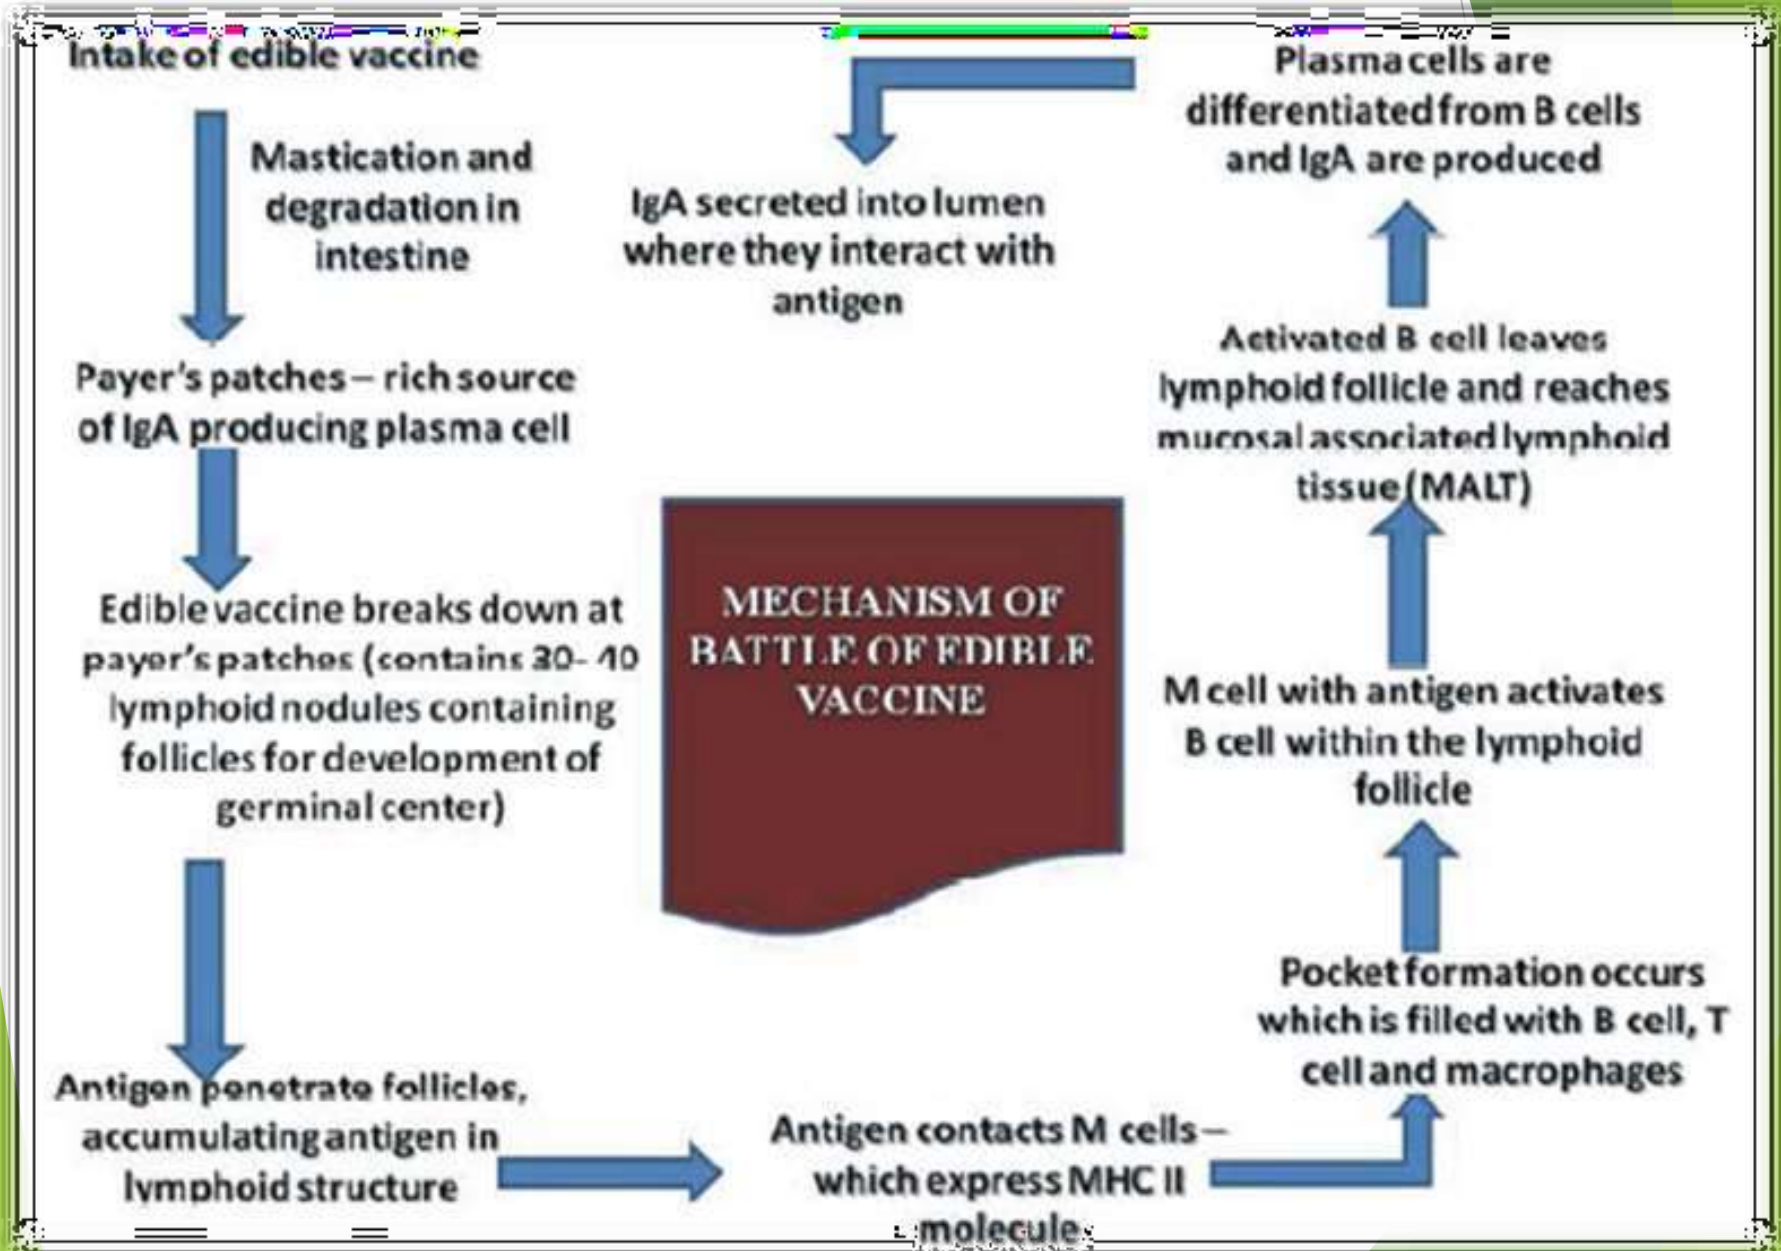 Intake of edible vaccine
Mastication and
degradation in
intestine
Payer's patches – rich source
of IgA producing plasma cell
Edible vaccine breaks down at
payer's patches (contains 30- 40
lymphoid nodules containing
follicles for development of
germinal center)
Antigen penetrate follicles,
accumulating antigen in
lymphoid structure
Antigen contacts M cells –
which express MHC II
molecule
Pocket formation occurs
which is filled with B cell, T
cell and macrophages
M cell with antigen activates
B cell within the lymphoid
follicle
Activated B cell leaves
lymphoid follicle and reaches
mucosal associated lymphoid
tissue (MALT)
Plasma cells are
differentiated from B cells
and IgA are produced
IgA secreted into lumen
where they interact with
antigen
MECHANISM OF
BATTLE OF EDIBLE
VACCINE